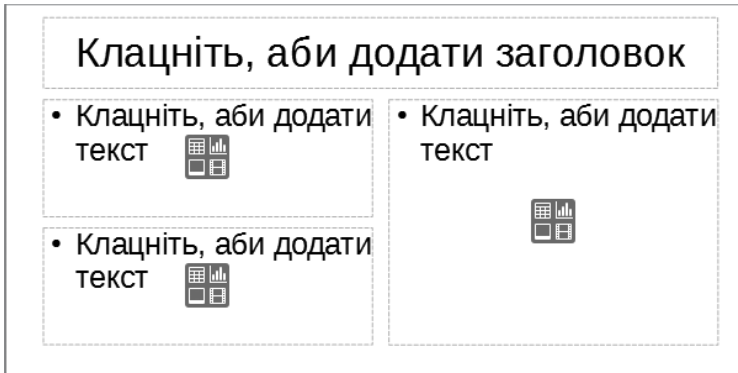 Клацніть, аби додати заголовок
• Клацніть, аби додати
текст
• Клацніть, аби додати
текст
• Клацніть, аби додати
текст